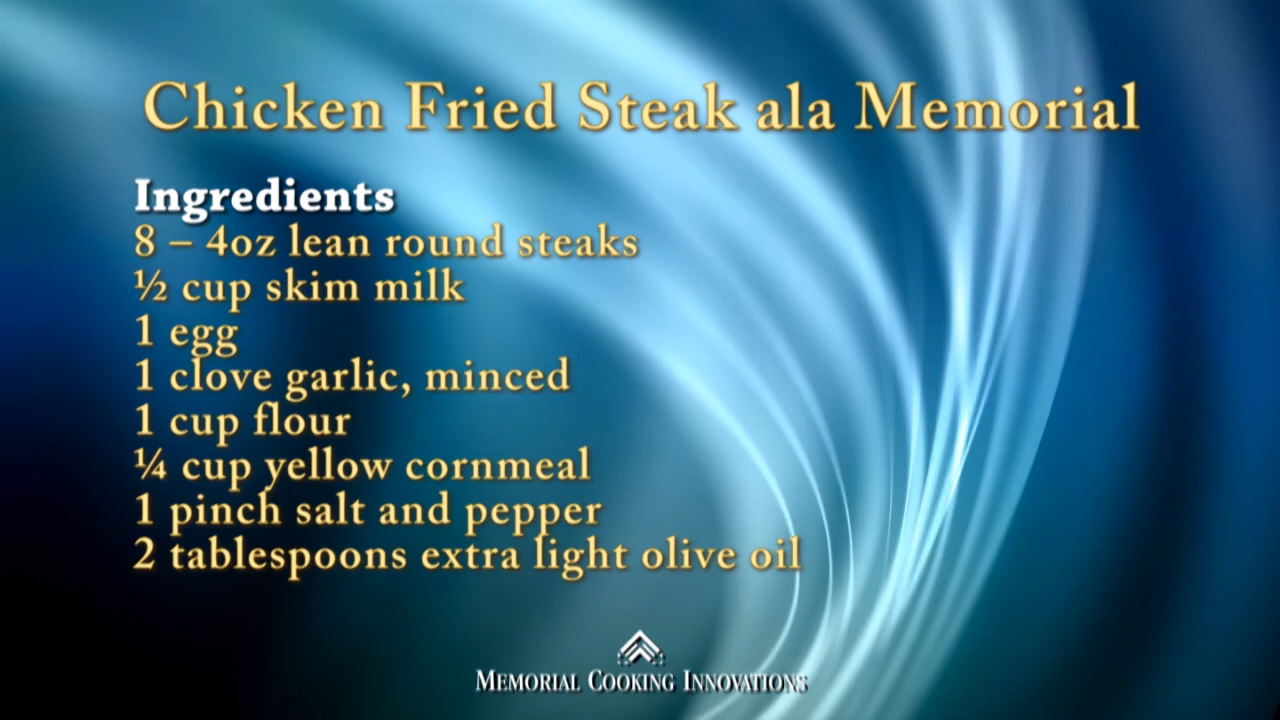 Chicken Fried Steak ala Memorial
Ingredients
8 – 4oz lean round steaks
½ cup skim milk
1 egg
1 clove garlic, minced
1 cup flour
¼ cup yellow cornmeal
1 pinch salt and pepper
2 tablespoons extra light olive oil
MEMORIAL COOKING INNOVATIONS